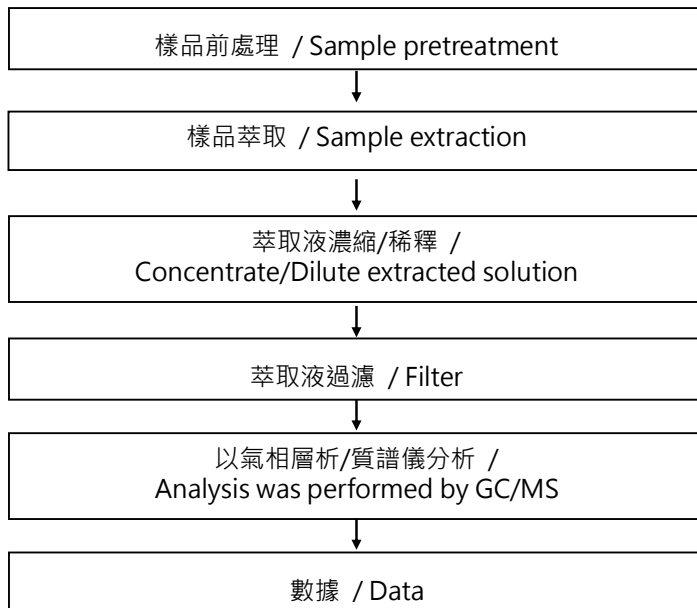 樣品前處理 / Sample pretreatment
樣品萃取 / Sample extraction
萃取液濃縮/稀釋 /
Concentrate/Dilute extracted solution
萃取液過濾 / Filter
以氣相層析/質譜儀分析 /
Analysis was performed by GC/MS
數據 / Data